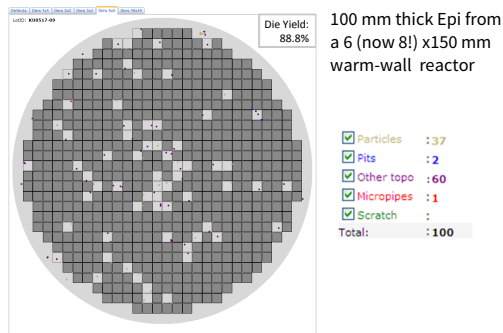 Defects Dies 1x1 Dies 2x2 Dies 3x3 Dies 5x5 Dies 10x10
LotID: KU0517-09
Die Yield:
88.8%
100 mm thick Epi from
a 6 (now 8!) x150 mm
warm-wall reactor
Particles :37
Pits :2
Other topo :60
Micropipes :1
Scratch :
Total: :100